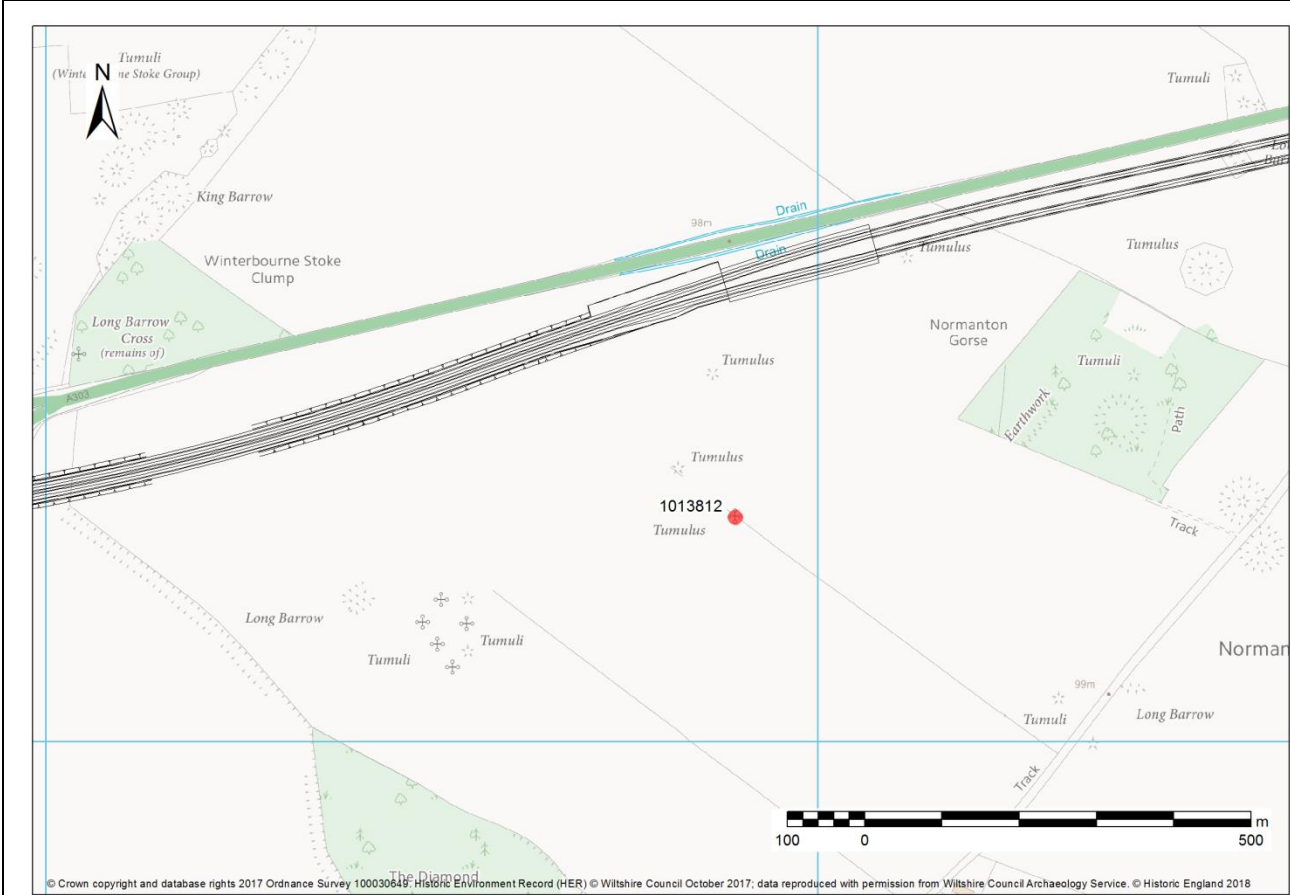 Tumuli
(Winte ne Stoke Group)
N
Tumuli
King Barrow
Drain
98m
Drain
Tumulus
Tumulus
Winterbourne Stoke
Clump
Long Barrow
Cross
(remains of)
A303
Normanton
Gorse
Tumuli
Tumulus
Earthwork
Path
Tumulus
1013812
Tumulus
Track
Long Barrow
Tumuli
Tumuli
Norman
99m
Tumuli
Long Barrow
Track
The Diamond
m
100 0 500
© Crown copyright and database rights 2017 Ordnance Survey 100030649. Historic Environment Record (HER) © Wiltshire Council October 2017; data reproduced with permission from Wiltshire Council Archaeology Service. © Historic England 2018